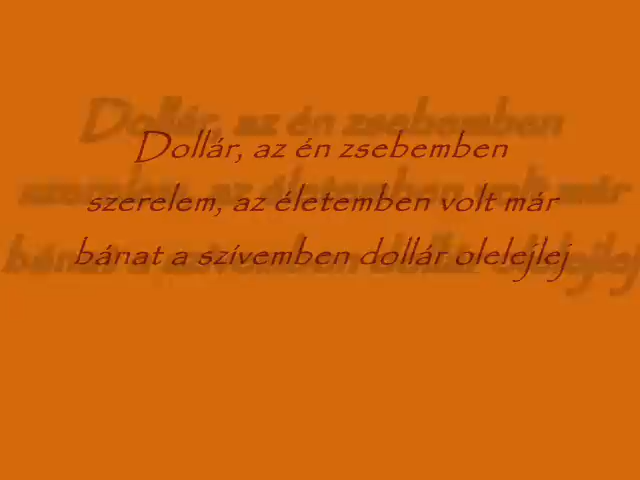 Dollár, az én zsebemben
szerelem, az életemben volt már
bánat a szívemben dollár olelejlej